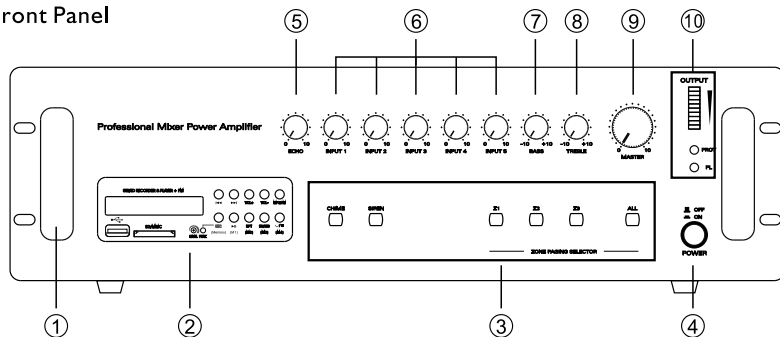 ront Panel
⑤ ⑥ ⑦ ⑧ ⑨ ⑩
OUTPUT
Professional Mixer Power Amplifier
0 10 0 10 0 10 0 10 0 10 0 10 -10 +10 -10 +10 0 10
ECHO INPUT 1 INPUT 2 INPUT 3 INPUT 4 INPUT 5 BASS TREBLE MASTER
PROT
PL
CHIME SIREN Z1 Z2 Z3 ALL
OFF
ON
ZONE PAGING SELECTOR
POWER
① ② ③ ④